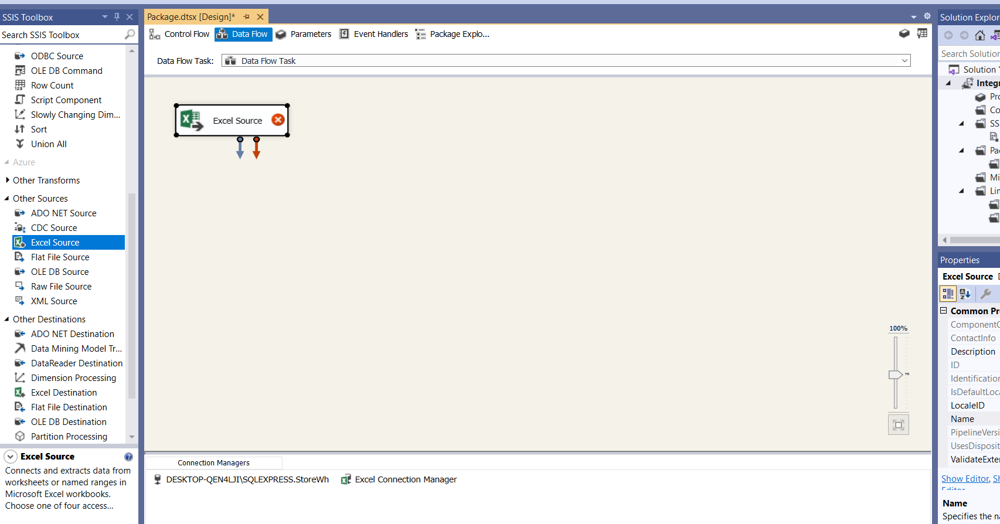 SSIS Toolbox
Search SSIS Toolbox
ODBC Source
OLE DB Command
Row Count
Script Component
Slowly Changing Dim...
Sort
Union All
Azure
Other Transforms
Other Sources
ADO NET Source
CDC Source
Excel Source
Flat File Source
OLE DB Source
Raw File Source
XML Source
Other Destinations
ADO NET Destination
Data Mining Model Tr...
DataReader Destination
Dimension Processing
Excel Destination
Flat File Destination
OLE DB Destination
Partition Processing
Excel Source
Connects and extracts data from
worksheets or named ranges in
Microsoft Excel workbooks.
Choose one of four access...
Package.dtsx [Design]*
Control Flow Data Flow Parameters Event Handlers Package Explo...
Data Flow Task: Data Flow Task
Excel Source
100%
Connection Managers
DESKTOP-QEN4LJI\SQLEXPRESS.StoreWh Excel Connection Manager
Solution Explor
Search Solution
Solution '
Integr
Pro
Co
SS
Pac
Mi
Lin
Properties
Excel Source
Common Pr
ComponentC
ContactInfo
Description
ID
Identification
IsDefaultLoca
LocaleID
Name
PipelineVersi
UsesDisposit
ValidateExter
Show Editor, Sh
Editor
Name
Specifies the na